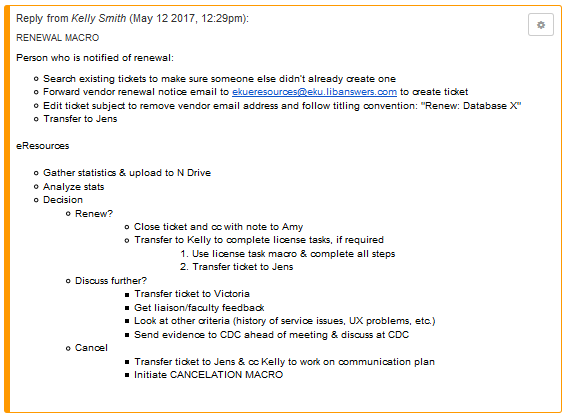 Reply from Kelly Smith (May 12 2017, 12:29pm):
RENEWAL MACRO
Person who is notified of renewal:
Search existing tickets to make sure someone else didn't already create one
Forward vendor renewal notice email to ekueresources@eku.libanswers.com to create ticket
Edit ticket subject to remove vendor email address and follow titling convention: "Renew: Database X"
Transfer to Jens
eResources
Gather statistics & upload to N Drive
Analyze stats
Decision
Renew?
Close ticket and cc with note to Amy
Transfer to Kelly to complete license tasks, if required
1. Use license task macro & complete all steps
2. Transfer ticket to Jens
Discuss further?
Transfer ticket to Victoria
Get liaison/faculty feedback
Look at other criteria (history of service issues, UX problems, etc.)
Send evidence to CDC ahead of meeting & discuss at CDC
Cancel
Transfer ticket to Jens & cc Kelly to work on communication plan
Initiate CANCELATION MACRO